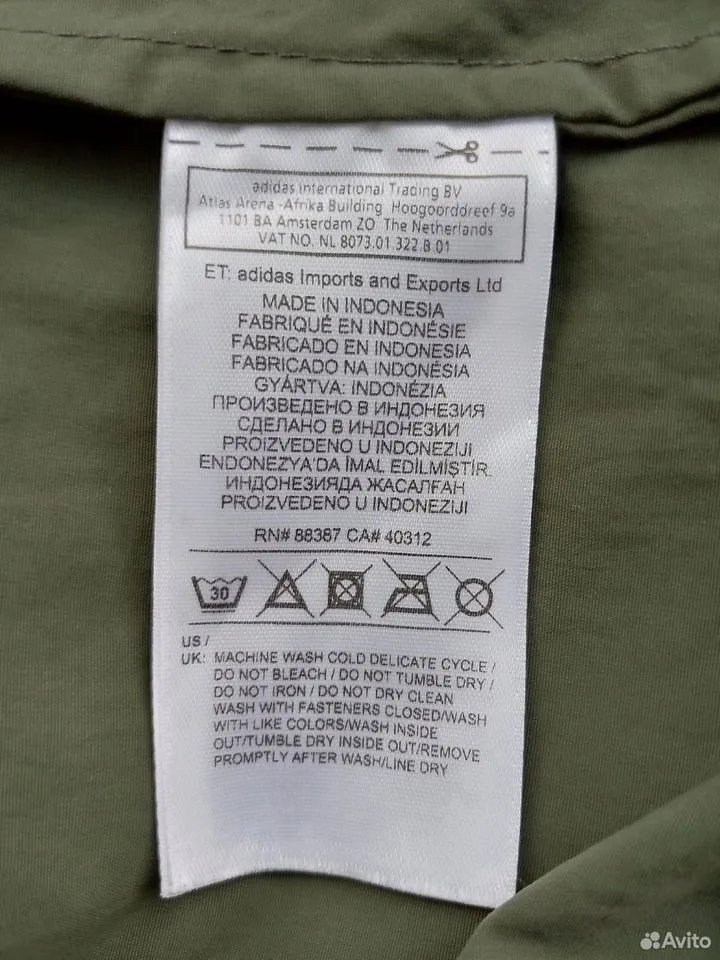 adidas International Trading BV
Atlas Arena -Afrika Building Hoogoorddreef 9a
1101 BA Amsterdam ZO The Netherlands
VAT NO. NL 8073.01.322.B.01
ET: adidas Imports and Exports Ltd
MADE IN INDONESIA
FABRIQUÉ EN INDONÉSIE
FABRICADO EN INDONESIA
FABRICADO NA INDONÉSIA
GYÁRTVA: INDONÉZIA
ПРОИЗВЕДЕНО В ИНДОНЕЗИЯ
СДЕЛАНО В ИНДОНЕЗИИ
PROIZVEDENO U INDONEZIJI
ENDONEZYA'DA İMAL EDİLMİŞTİR.
ИНДОНЕЗИЯДА ЖАСАЛҒАН
PROIZVEDENO U INDONEZIJI
RN# 88387 CA# 40312
30
US /
UK: MACHINE WASH COLD DELICATE CYCLE /
DO NOT BLEACH / DO NOT TUMBLE DRY /
DO NOT IRON / DO NOT DRY CLEAN
WASH WITH FASTENERS CLOSED/WASH
WITH LIKE COLORS/WASH INSIDE
OUT/TUMBLE DRY INSIDE OUT/REMOVE
PROMPTLY AFTER WASH/LINE DRY
Avito